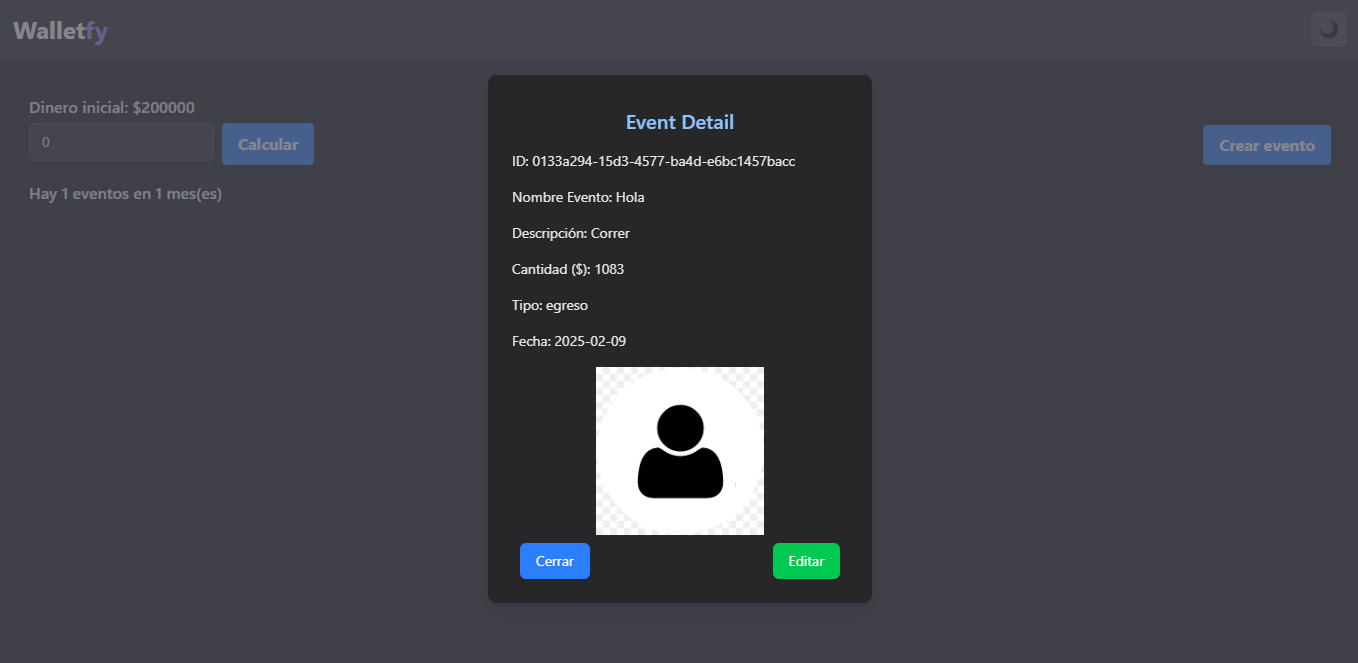 Walletfy
Dinero inicial: $200000
0
Calcular
Crear evento
Hay 1 eventos en 1 mes(es)
Event Detail
ID: 0133a294-15d3-4577-ba4d-e6bc1457bacc
Nombre Evento: Hola
Descripción: Correr
Cantidad ($): 1083
Tipo: egreso
Fecha: 2025-02-09
Cerrar
Editar